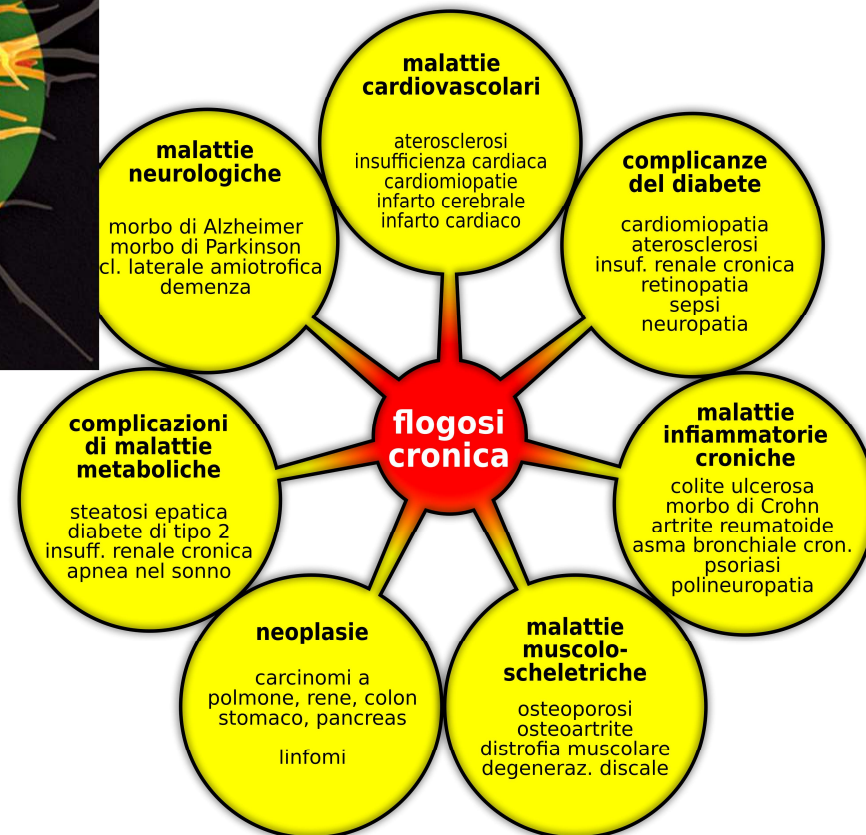 malattie
cardiovascolari
aterosclerosi
insufficienza cardiaca
cardiomiopatie
infarto cerebrale
infarto cardiaco
complicanze
del diabete
cardiomiopatia
aterosclerosi
insuf. renale cronica
retinopatia
sepsi
neuropatia
malattie
infiammatorie
croniche
colite ulcerosa
morbo di Crohn
artrite reumatoide
asma bronchiale cron.
psoriasi
polineuropatia
malattie
muscolo-
scheletriche
osteoporosi
osteoartrite
distrofia muscolare
degeneraz. discale
neoplasie
carcinomi a
polmone, rene, colon
stomaco, pancreas
linfomi
complicazioni
di malattie
metaboliche
steatosi epatica
diabete di tipo 2
insuff. renale cronica
apnea nel sonno
malattie
neurologiche
morbo di Alzheimer
morbo di Parkinson
cl. laterale amiotrofica
demenza
flogosi
cronica